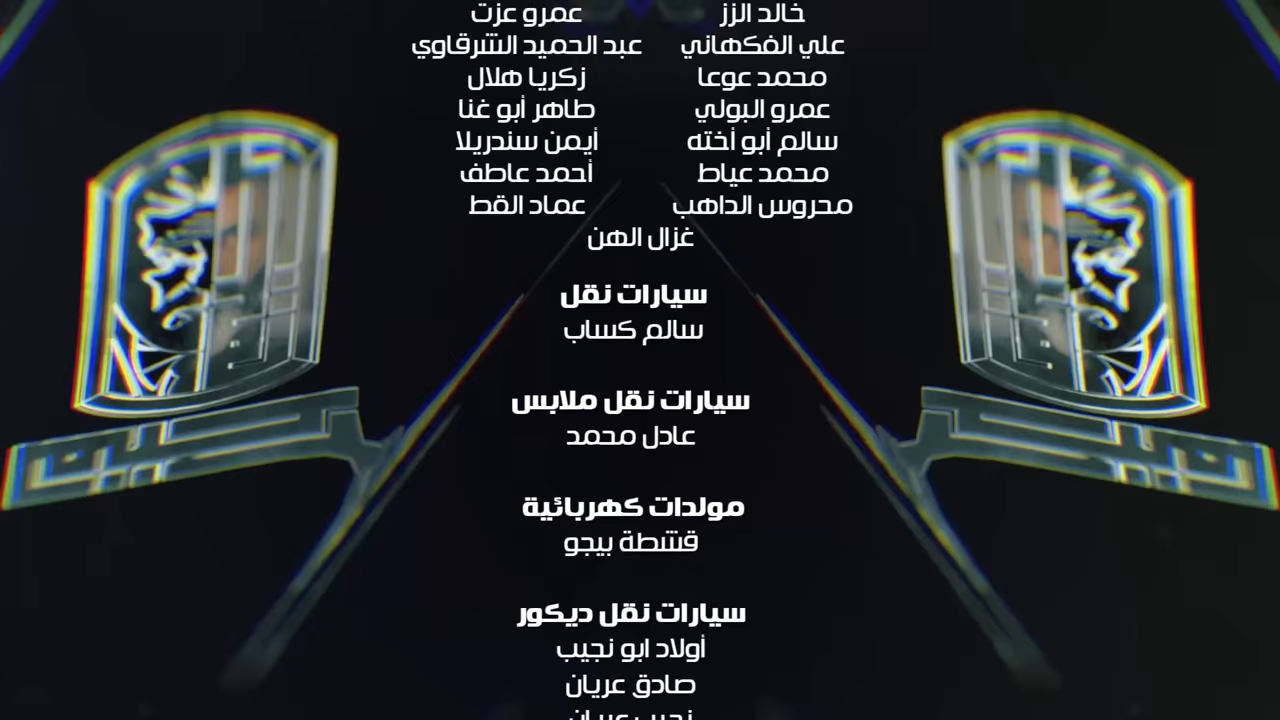 خالد الزز عمرو عزت
علي الفكهاني عبد الحميد الشرقاوي
محمد عوعا زكريا هلال
عمرو البولي طاهر أبو غنا
سالم أبو أخته أيمن سندريلا
محمد عياط أحمد عاطف
محروس الداهب عماد القط
غزال الهن
سيارات نقل
سالم كساب
سيارات نقل ملابس
عادل محمد
مولدات كهربائية
قشطة بيجو
سيارات نقل ديكور
أولاد ابو نجيب
صادق عريان
نجيب عريان